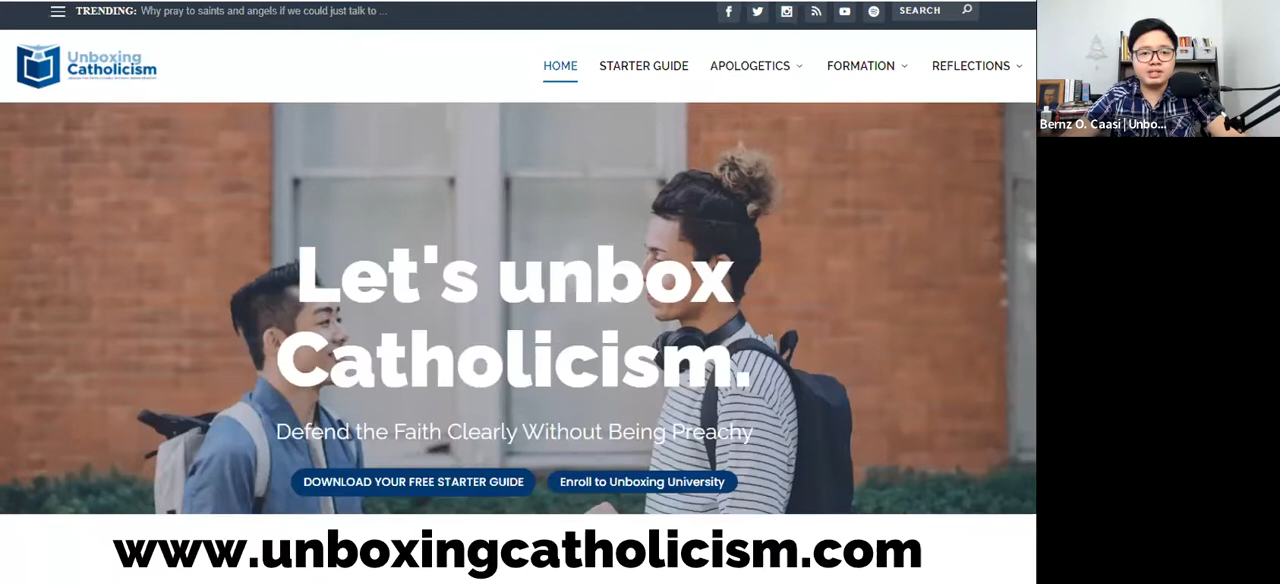 TRENDING: Why pray to saints and angels if we could just talk to ...
SEARCH
Unboxing
Catholicism
HOME STARTER GUIDE APOLOGETICS FORMATION REFLECTIONS
Bernz O. Caasi | Unbo...
Let's unbox
Catholicism.
Defend the Faith Clearly Without Being Preachy
DOWNLOAD YOUR FREE STARTER GUIDE
Enroll to Unboxing University
www.unboxingcatholicism.com